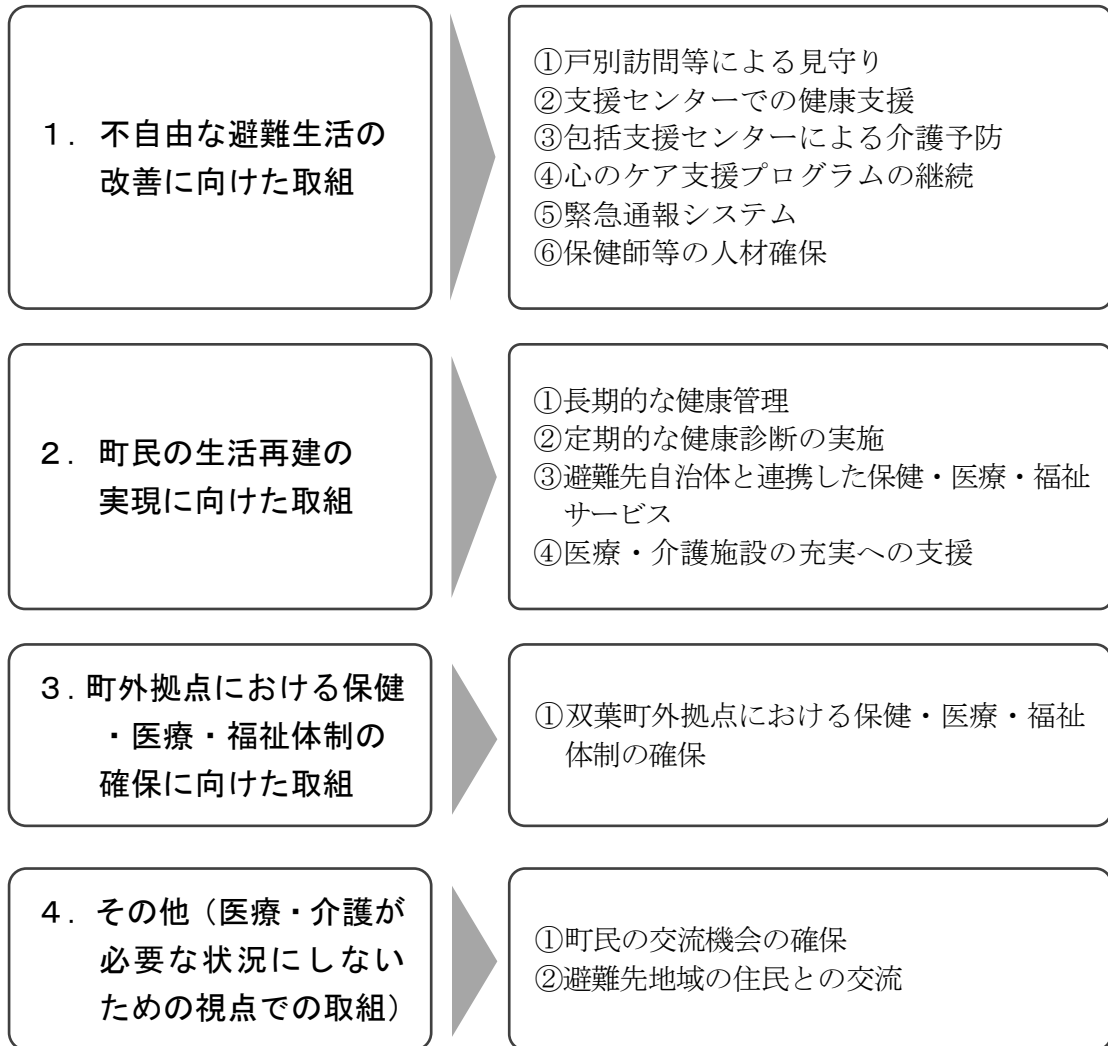 １．不自由な避難生活の
改善に向けた取組
①戸別訪問等による見守り
②支援センターでの健康支援
③包括支援センターによる介護予防
④心のケア支援プログラムの継続
⑤緊急通報システム
⑥保健師等の人材確保
２．町民の生活再建の
実現に向けた取組
①長期的な健康管理
②定期的な健康診断の実施
③避難先自治体と連携した保健・医療・福祉
サービス
④医療・介護施設の充実への支援
３．町外拠点における保健
・医療・福祉体制の
確保に向けた取組
①双葉町外拠点における保健・医療・福祉
体制の確保
４．その他（医療・介護が
必要な状況にしない
ための視点での取組）
①町民の交流機会の確保
②避難先地域の住民との交流